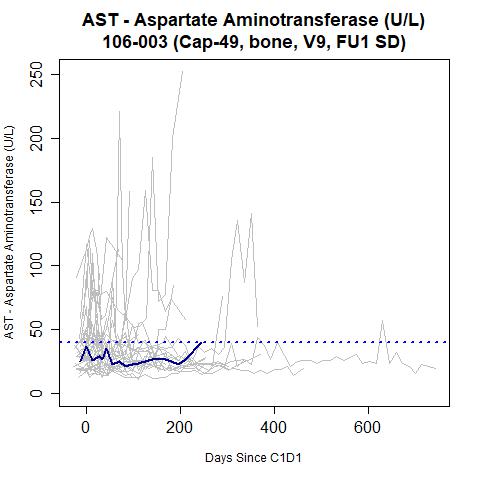 AST - Aspartate Aminotransferase (U/L)
106-003 (Cap-49, bone, V9, FU1 SD)
AST - Aspartate Aminotransferase (U/L)
250
200
150
100
50
0
0 200 400 600
Days Since C1D1